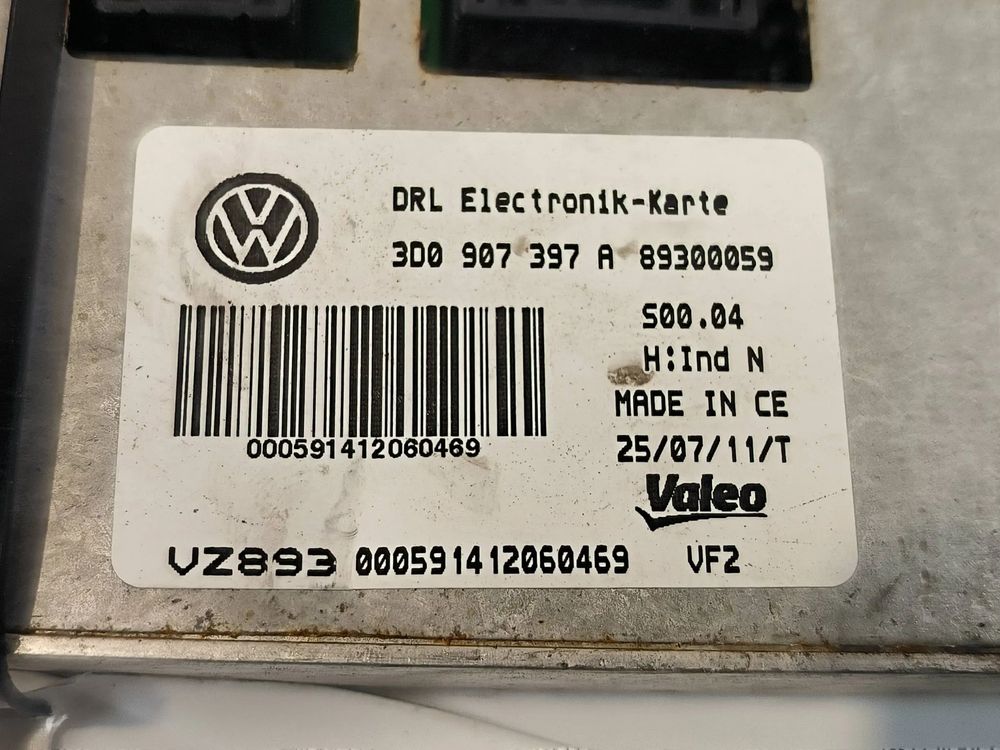 DRL Electronik-Karte
3D0 907 397 A 89300059
S00.04
H:Ind N
MADE IN CE
25/07/11/T
000591412060469
Valeo
VZ893 000591412060469 VF2